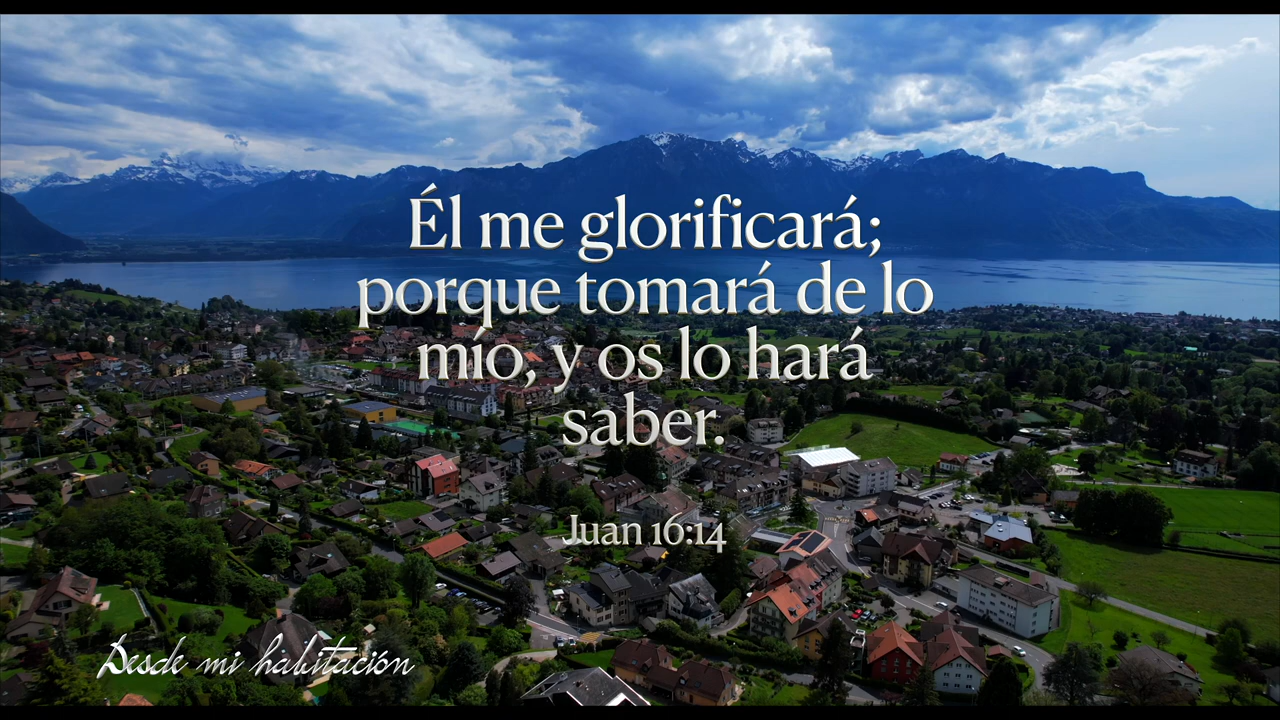 Él me glorificará;
porque tomará de lo
mío, y os lo hará
saber.
Juan 16:14
Desde mi habitación